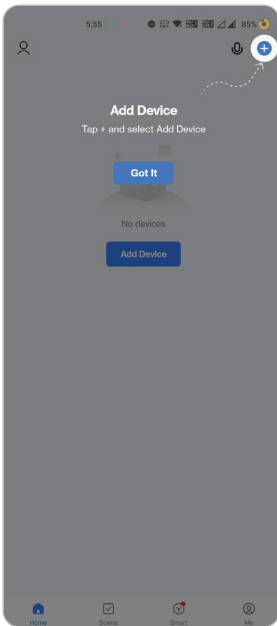 5:55
85%
Add Device
Tap + and select Add Device
Got It
No devices
Add Device
Home
Scene
Smart
Me